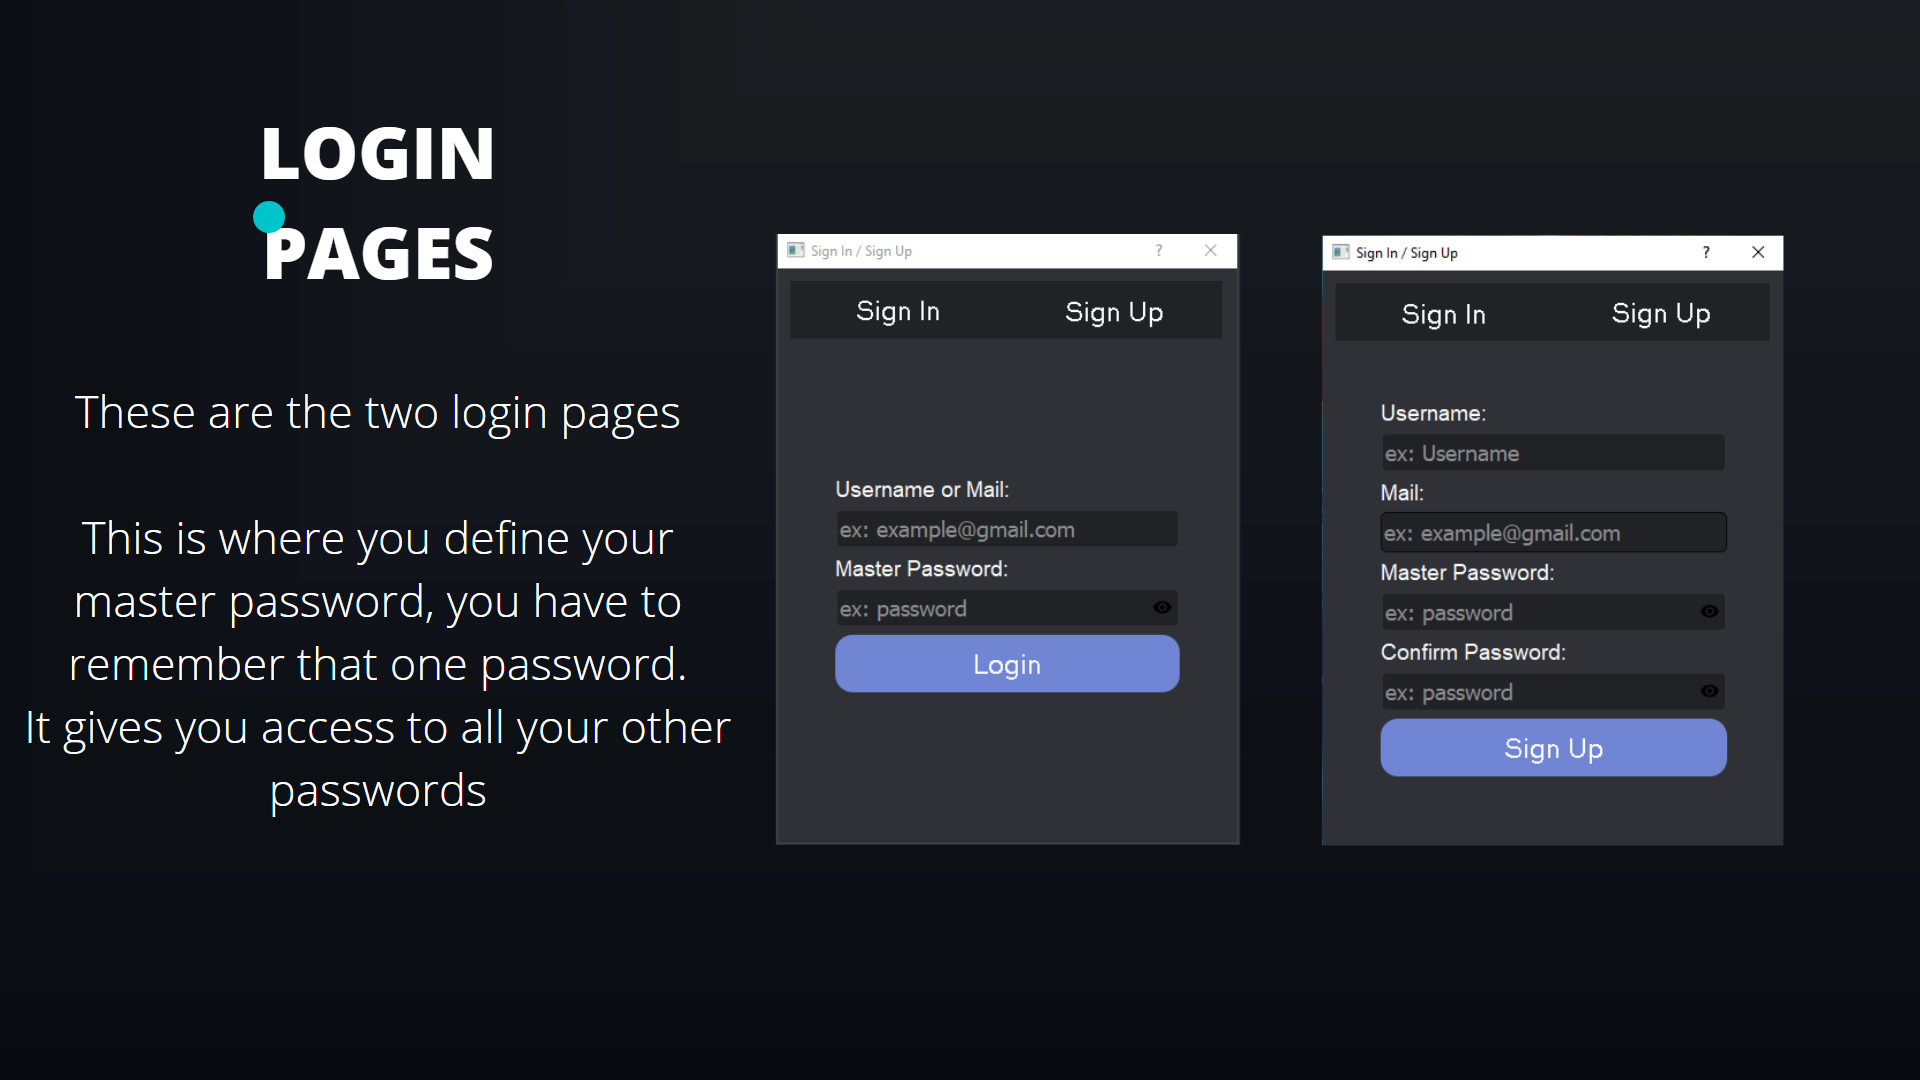 LOGIN
PAGES
These are the two login pages
This is where you define your
master password, you have to
remember that one password.
It gives you access to all your other
passwords
Sign In / Sign Up
?
Sign In
Sign Up
Username or Mail:
ex: example@gmail.com
Master Password:
ex: password
Login
Sign In / Sign Up
?
Sign In
Sign Up
Username:
ex: Username
Mail:
ex: example@gmail.com
Master Password:
ex: password
Confirm Password:
ex: password
Sign Up